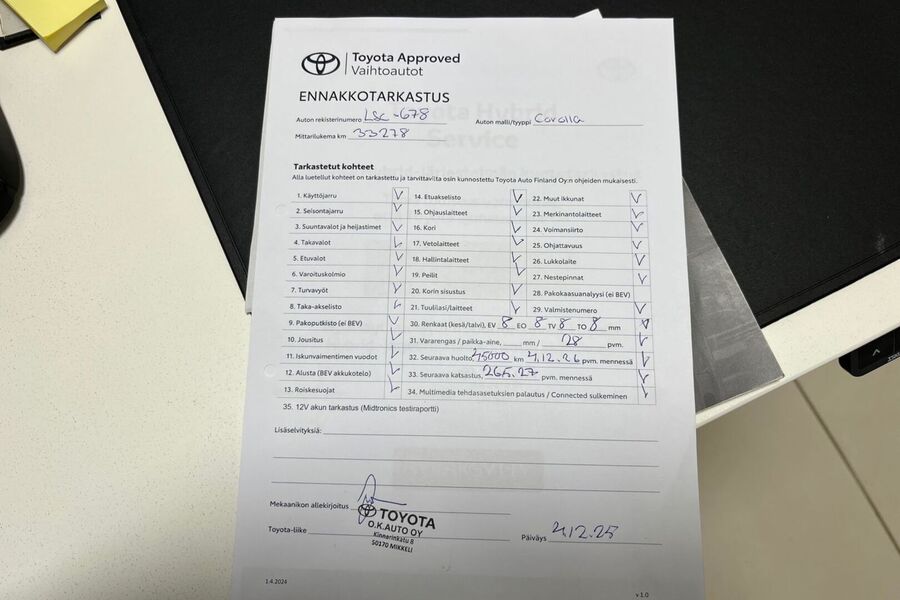 Toyota Approved
Vaihtoautot
ENNAKKOTARKASTUS
Auton rekisterinumero LSC-678 Auton malli/tyyppi Corolla
Mittarilukema km 33278
Tarkastetut kohteet
Alla luetellut kohteet on tarkastettu ja tarvittavilta osin kunnostettu Toyota Auto Finland Oy:n ohjeiden mukaisesti.
1. Käyttöjarru 14. Etuakselisto 22. Muut ikkunat
2. Seisontajarru 15. Ohjauslaitteet 23. Merkinantolaitteet
3. Suuntavalot ja heijastimet 16. Kori 24. Voimansiirto
4. Takavalot 17. Vetolaitteet 25. Ohjattavuus
5. Etuvalot 18. Hallintalaitteet 26. Lukkolaite
6. Varoituskolmio 19. Peilit 27. Nestepinnat
7. Turvavyöt 20. Korin sisustus 28. Pakokaasuanalyysi (ei BEV)
8. Taka-akselisto 21. Tuulilasi/laitteet 29. Valmistenumero
9. Pakoputkisto (ei BEV) 30. Renkaat (kesä/talvi), EV 8 EO 8 TV 8 TO 8 mm
10. Jousitus 31. Vararengas / paikka-aine, mm / 28 pvm.
11. Iskunvaimentimen vuodot 32. Seuraava huolto, 45000 km 4.12.26 pvm. mennessä
12. Alusta (BEV akkukotelo) 33. Seuraava katsastus, 26.5.27 pvm. mennessä
13. Roiskesuojat 34. Multimedia tehdasasetuksien palautus / Connected sulkeminen
35. 12V akun tarkastus (Midtronics testiraportti)
Lisäselvityksiä:
Mekaanikon allekirjoitus
TOYOTA
O.K.AUTO OY
Kinnarinkatu 8
50170 MIKKELI
Toyota-liike Päiväys 4.12.25
1.4.2024 v 1.0